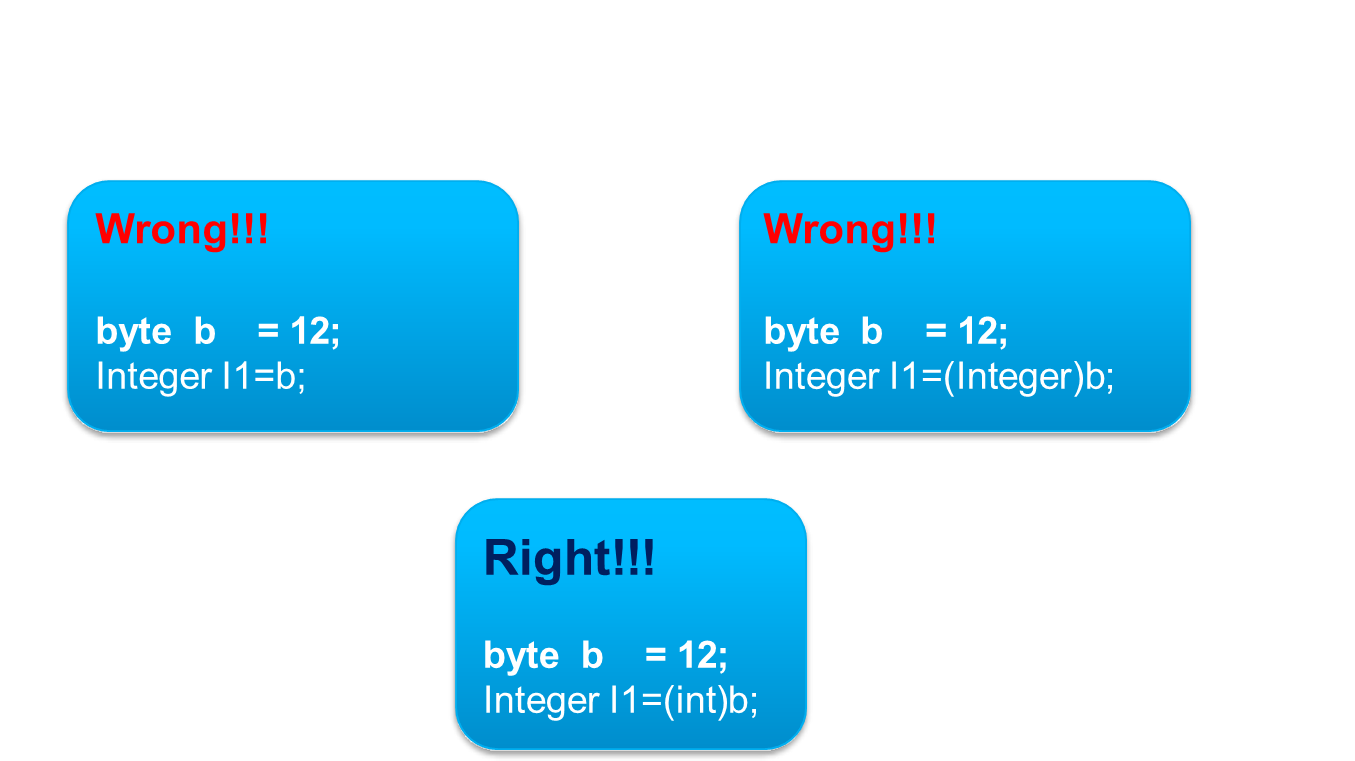 Wrong!!!
byte b = 12;
Integer I1=b;
Wrong!!!
byte b = 12;
Integer I1=(Integer)b;
Right!!!
byte b = 12;
Integer I1=(int)b;